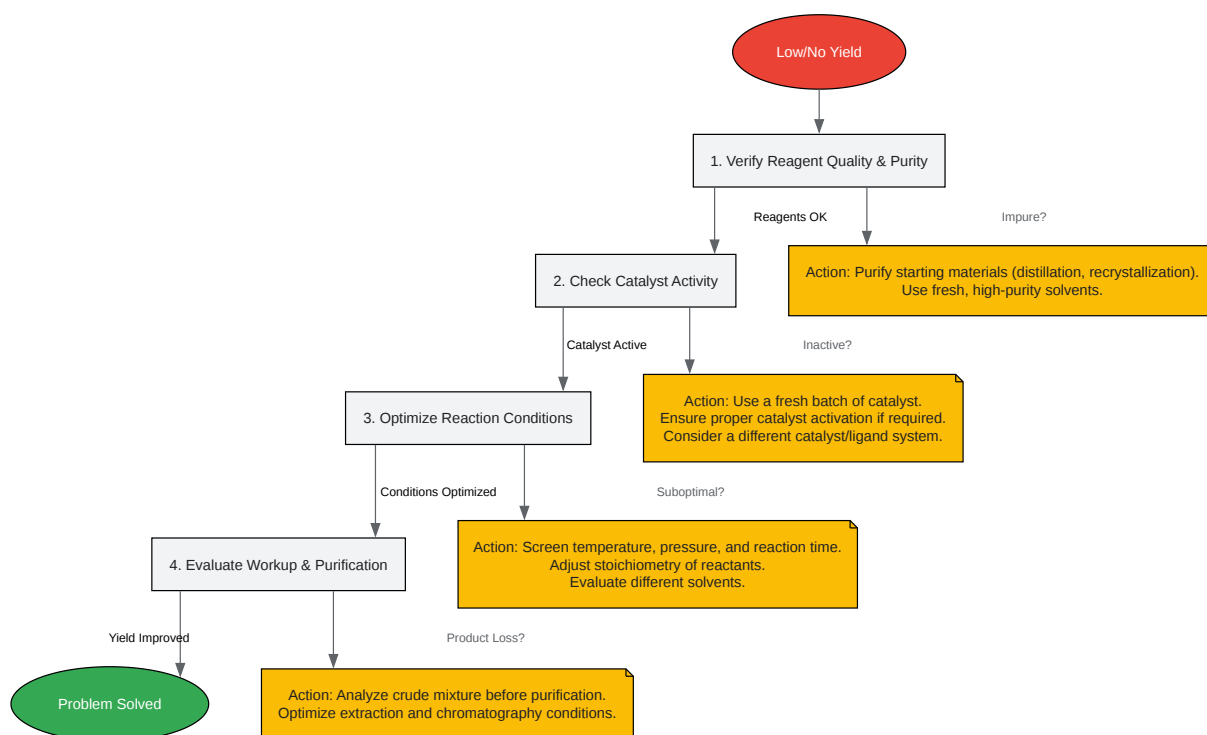 Low/No Yield
1. Verify Reagent Quality & Purity
Reagents OK
Impure?
Action: Purify starting materials (distillation, recrystallization).
Use fresh, high-purity solvents.
2. Check Catalyst Activity
Catalyst Active
Inactive?
Action: Use a fresh batch of catalyst.
Ensure proper catalyst activation if required.
Consider a different catalyst/ligand system.
3. Optimize Reaction Conditions
Conditions Optimized
Suboptimal?
Action: Screen temperature, pressure, and reaction time.
Adjust stoichiometry of reactants.
Evaluate different solvents.
4. Evaluate Workup & Purification
Yield Improved
Product Loss?
Problem Solved
Action: Analyze crude mixture before purification.
Optimize extraction and chromatography conditions.